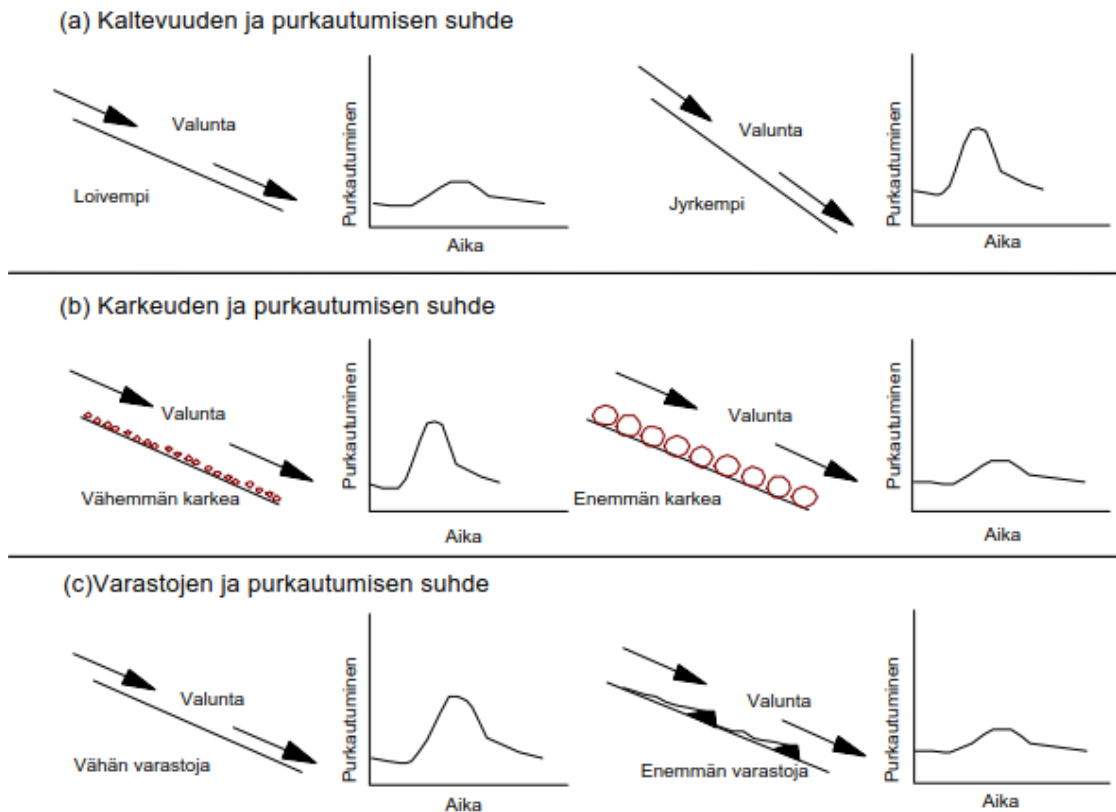 (a) Kaltevuuden ja purkautumisen suhde
Valunta
Loivempi
Purkautuminen
Aika
Valunta
Jyrkempi
Purkautuminen
Aika
(b) Karkeuden ja purkautumisen suhde
Valunta
Vähemmän karkea
Purkautuminen
Aika
Valunta
Enemmän karkea
Purkautuminen
Aika
(c)Varastojen ja purkautumisen suhde
Valunta
Vähän varastoja
Purkautuminen
Aika
Valunta
Enemmän varastoja
Purkautuminen
Aika